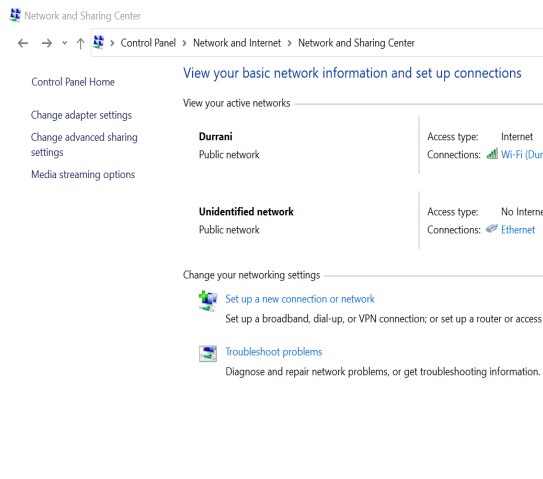 Network and Sharing Center
Control Panel > Network and Internet > Network and Sharing Center
Control Panel Home
Change adapter settings
Change advanced sharing
settings
Media streaming options
View your basic network information and set up connections
View your active networks
Durrani
Public network
Access type: Internet
Connections: Wi-Fi (Dur
Unidentified network
Public network
Access type: No Interne
Connections: Ethernet
Change your networking settings
Set up a new connection or network
Set up a broadband, dial-up, or VPN connection; or set up a router or access
Troubleshoot problems
Diagnose and repair network problems, or get troubleshooting information.